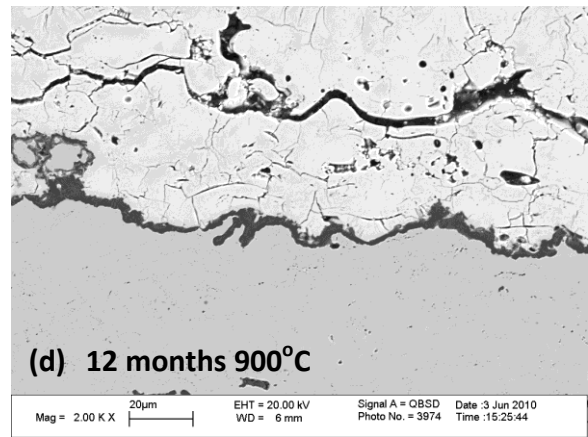 (d) 12 months 900°C
Mag = 2.00 K X
20µm
EHT = 20.00 kV
WD = 6 mm
Signal A = QBSD
Photo No. = 3974
Date :3 Jun 2010
Time :15:25:44